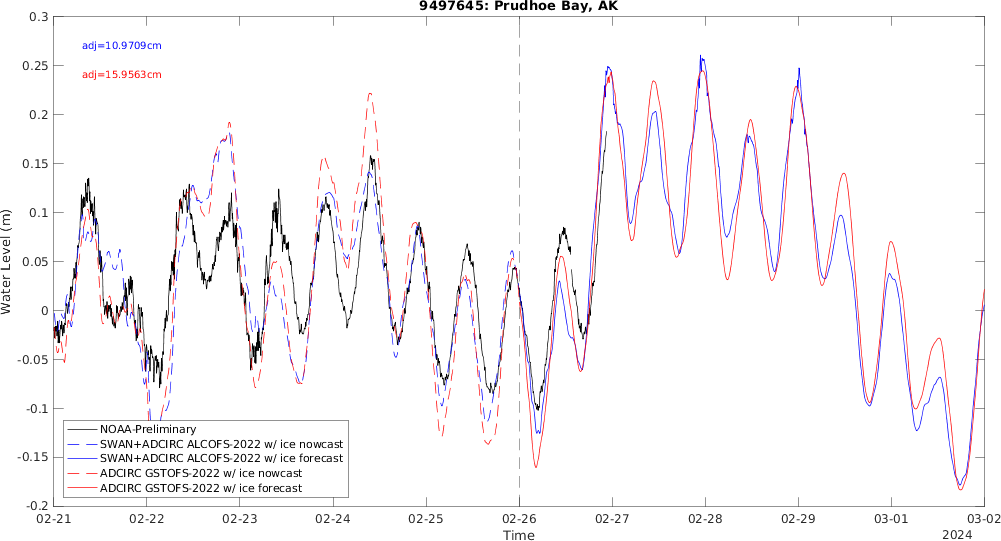 9497645: Prudhoe Bay, AK
adj=10.9709cm
adj=15.9563cm
Water Level (m)
0.3
0.25
0.2
0.15
0.1
0.05
0
-0.05
-0.1
-0.15
-0.2
NOAA-Preliminary
SWAN+ADCIRC ALCOFS-2022 w/ ice nowcast
SWAN+ADCIRC ALCOFS-2022 w/ ice forecast
ADCIRC GSTOFS-2022 w/ ice nowcast
ADCIRC GSTOFS-2022 w/ ice forecast
02-21 02-22 02-23 02-24 02-25 02-26 02-27 02-28 02-29 03-01 03-02
Time
2024